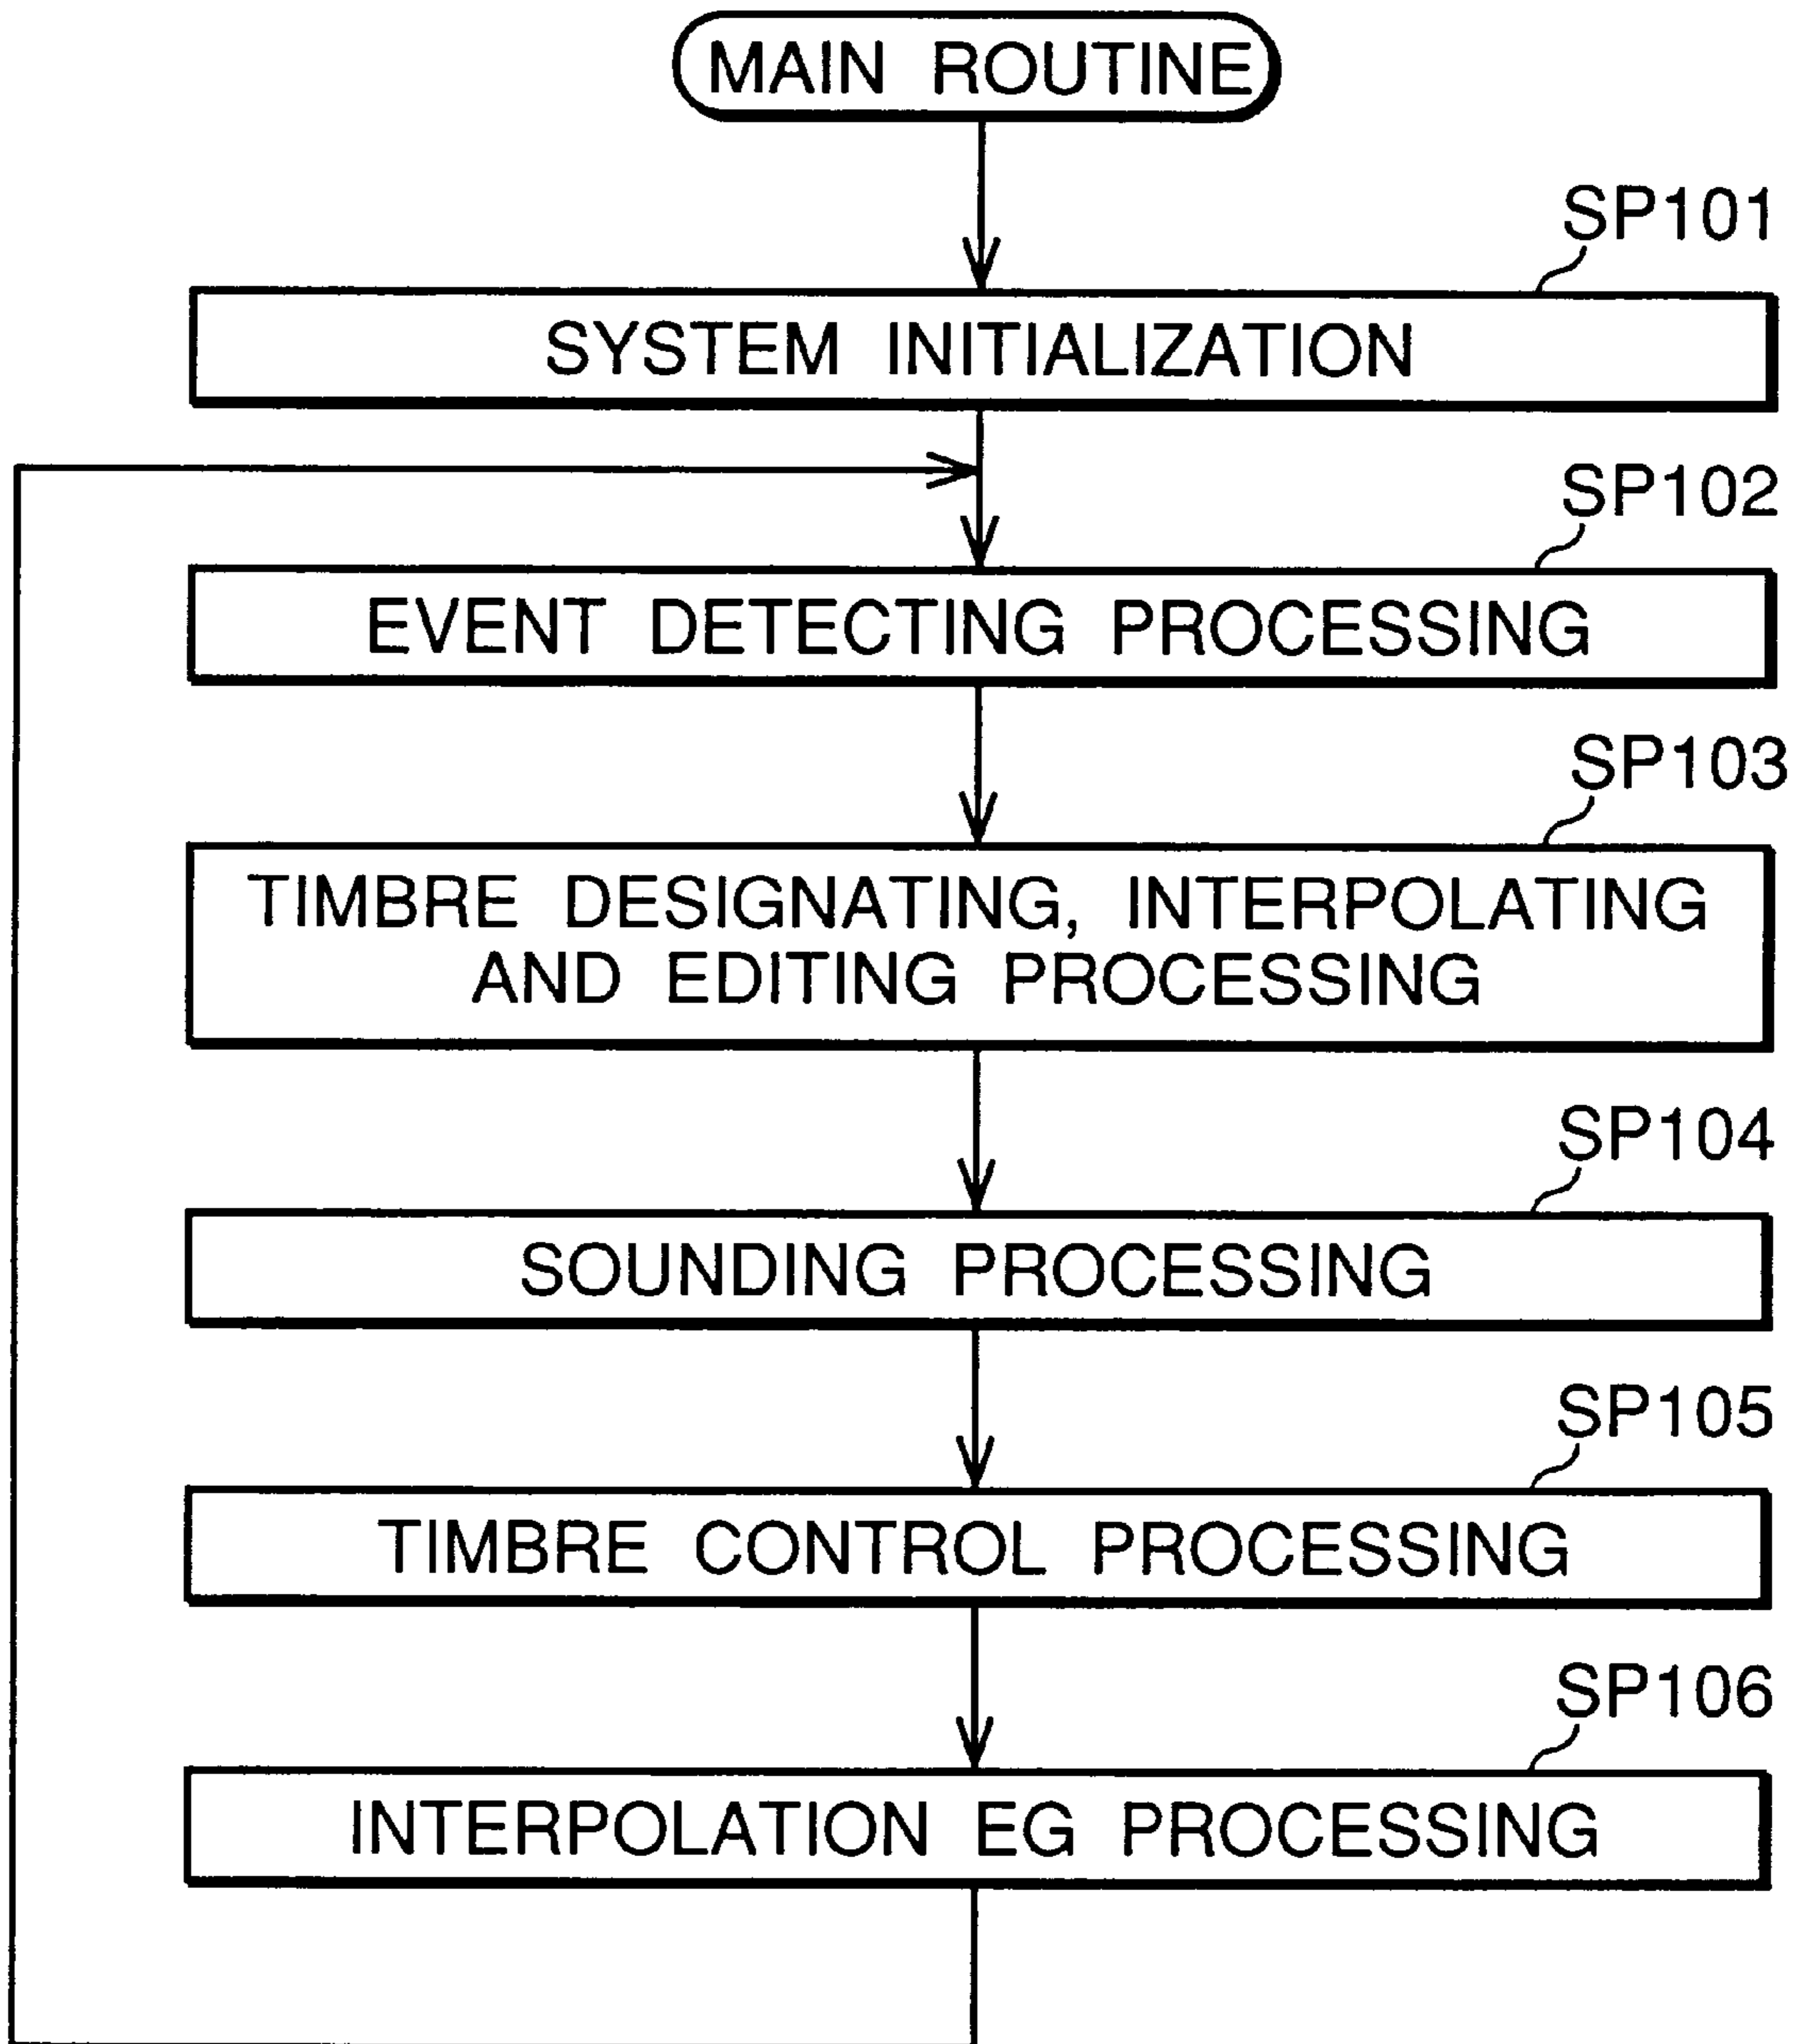 MAIN ROUTINE
SP101
SYSTEM INITIALIZATION
SP102
EVENT DETECTING PROCESSING
SP103
TIMBRE DESIGNATING, INTERPOLATING
AND EDITING PROCESSING
SP104
SOUNDING PROCESSING
SP105
TIMBRE CONTROL PROCESSING
SP106
INTERPOLATION EG PROCESSING